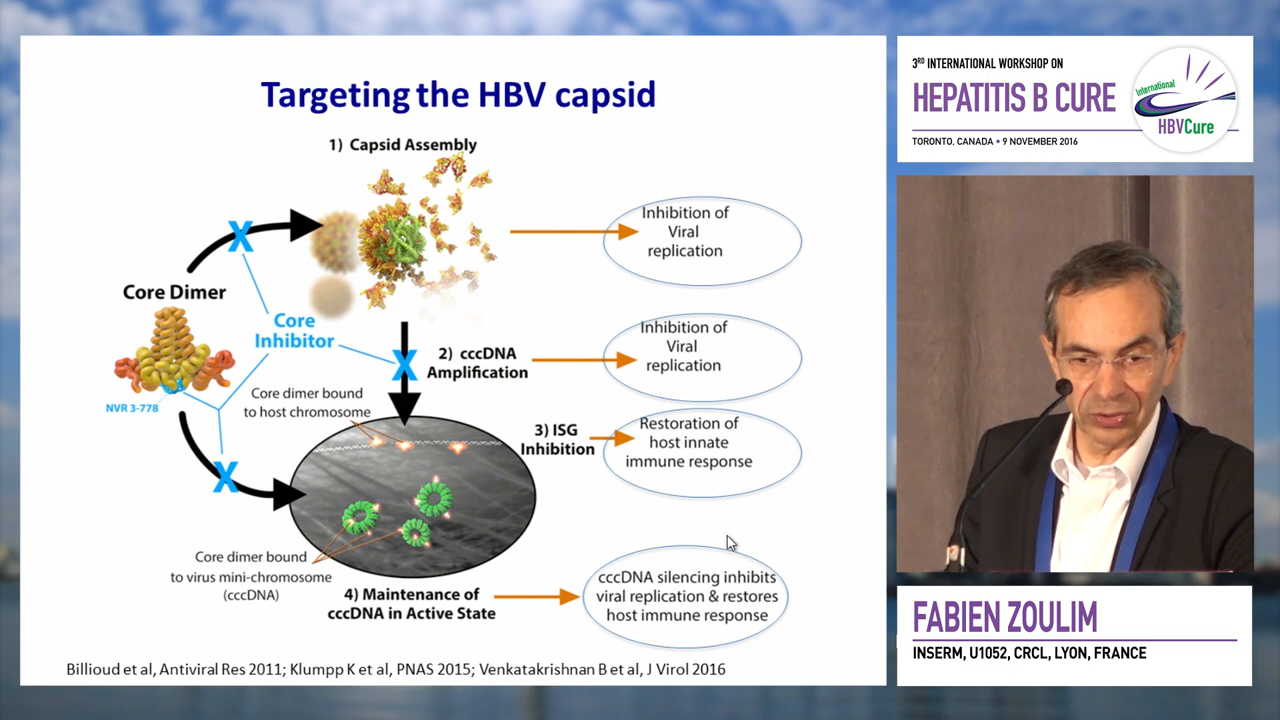 Targeting the HBV capsid
1) Capsid Assembly
Inhibition of
Viral
replication
Core Dimer
Core
Inhibitor
NVR 3-778
2) cccDNA
Amplification
Inhibition of
Viral
replication
Core dimer bound
to host chromosome
3) ISG
Inhibition
Restoration of
host innate
immune response
Core dimer bound
to virus mini-chromosome
(cccDNA)
4) Maintenance of
cccDNA in Active State
cccDNA silencing inhibits
viral replication & restores
host immune response
Billioud et al, Antiviral Res 2011; Klumpp K et al, PNAS 2015; Venkatakrishnan B et al, J Virol 2016
3RD INTERNATIONAL WORKSHOP ON
HEPATITIS B CURE
TORONTO, CANADA • 9 NOVEMBER 2016
International
HBVCure
FABIEN ZOULIM
INSERM, U1052, CRCL, LYON, FRANCE